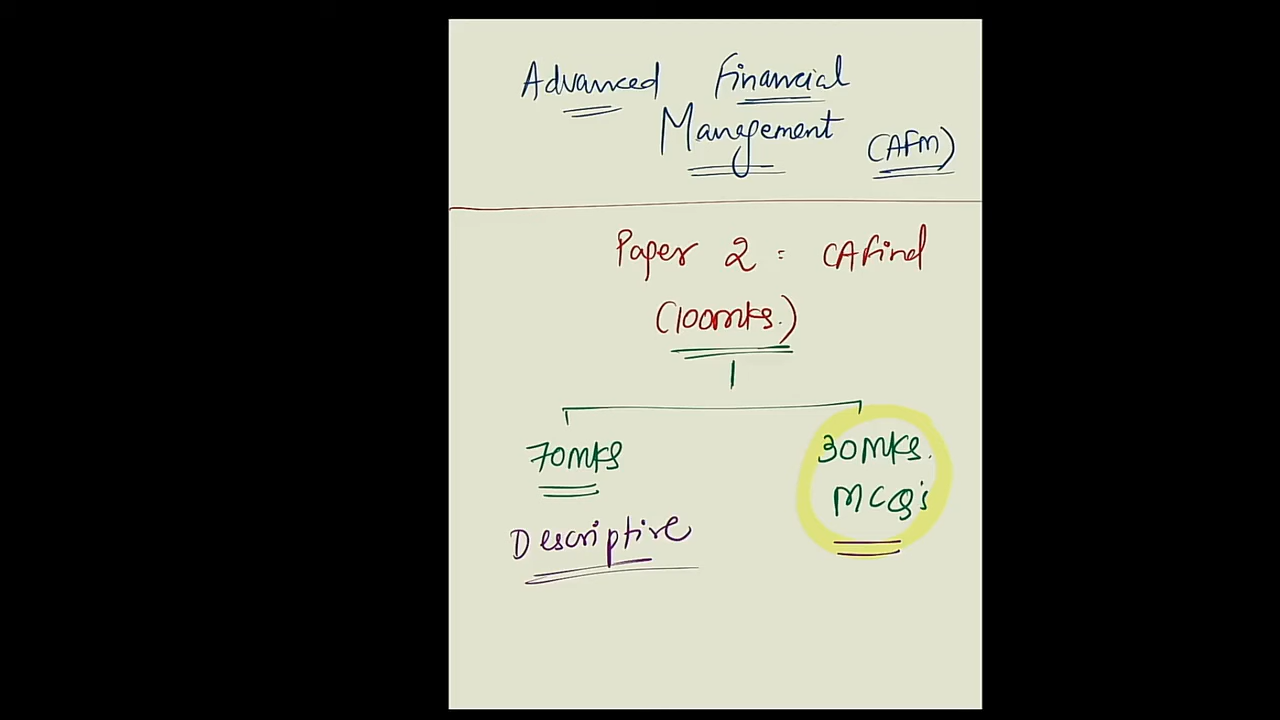 Advanced Financial
Management
(AFM)
Paper 2 : CA Final
(100mks.)
70mks
30mks.
MCQ's
Descriptive